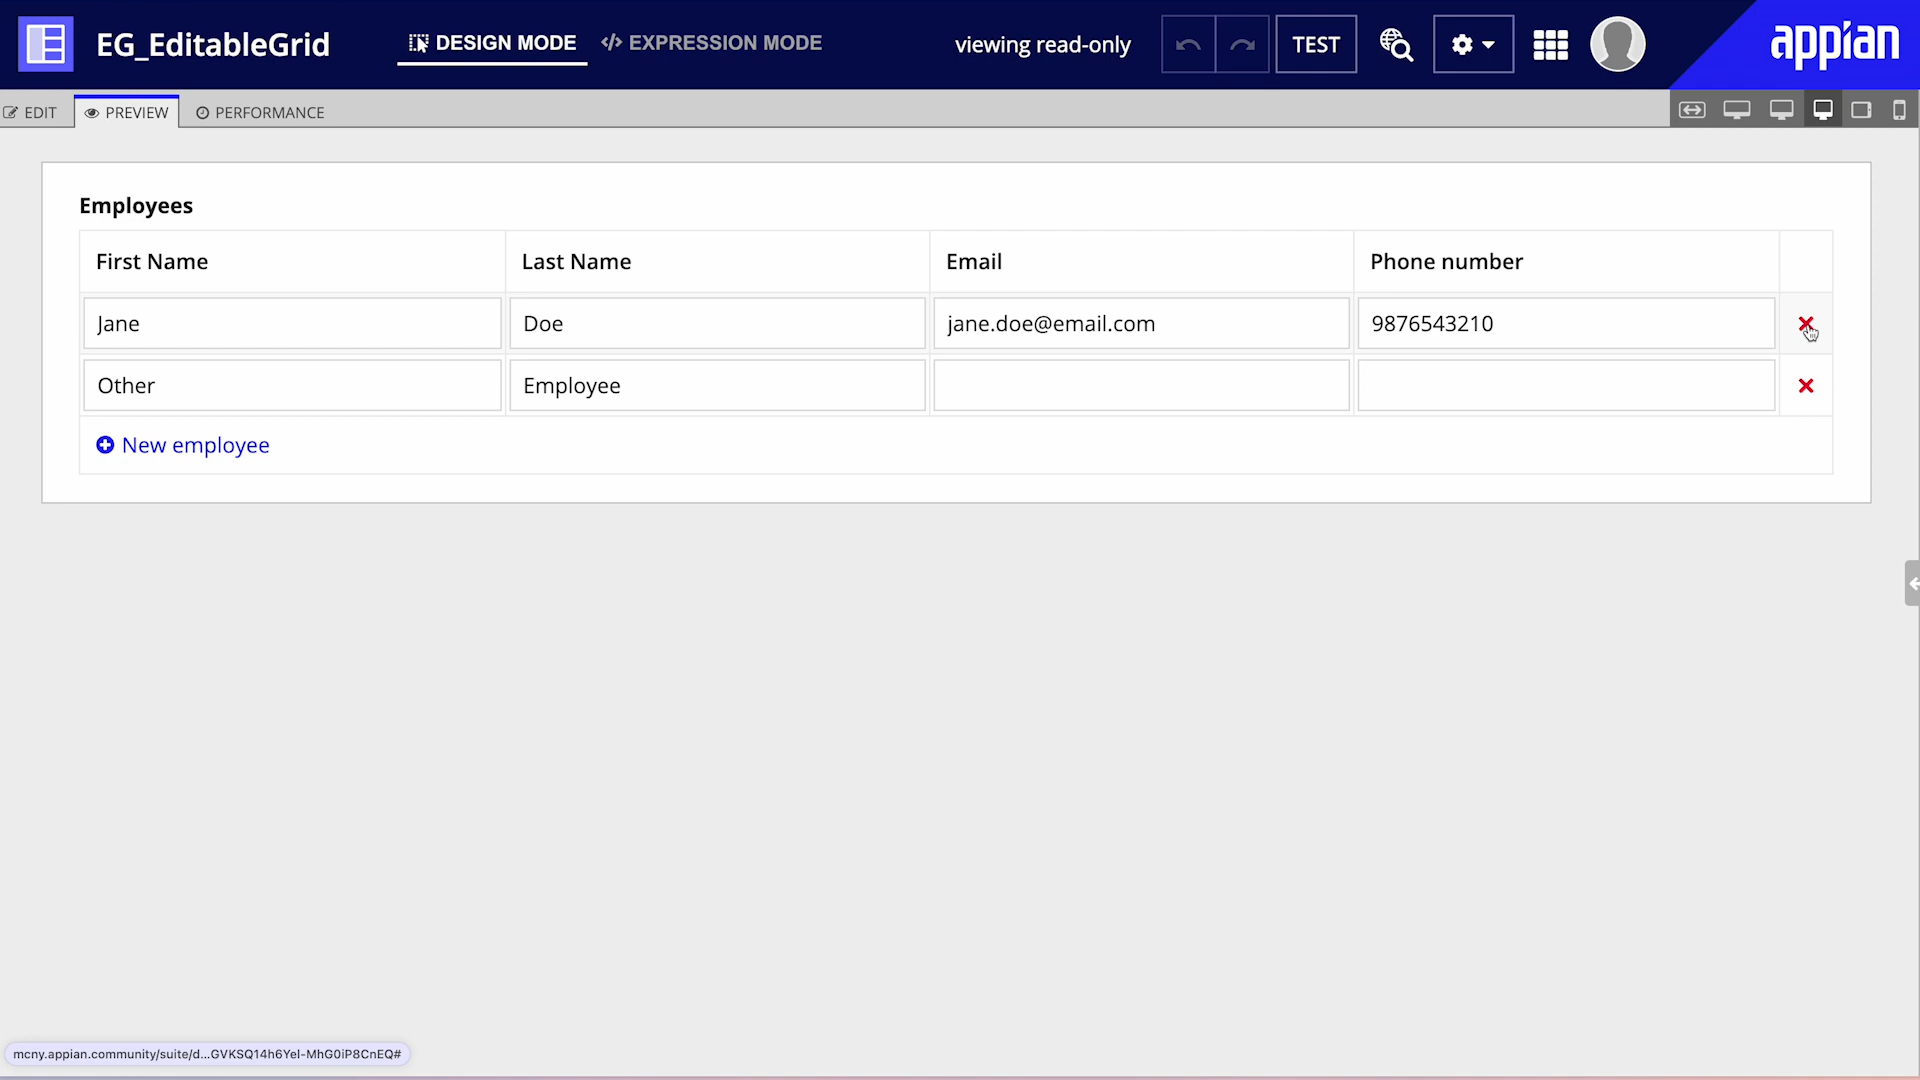 EG_EditableGrid
DESIGN MODE
</> EXPRESSION MODE
viewing read-only
TEST
appian
EDIT
PREVIEW
PERFORMANCE
Employees
First Name Last Name Email Phone number
Jane Doe jane.doe@email.com 9876543210
Other Employee
New employee
mcny.appian.community/suite/d...GVKSQ14h6YeI-MhG0iP8CnEQ#